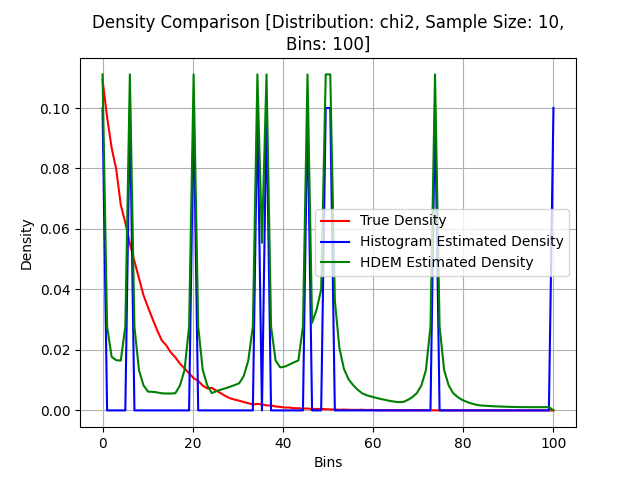 Density Comparison [Distribution: chi2, Sample Size: 10,
Bins: 100]
0.10
0.08
0.06
0.04
0.02
0.00
Density
True Density
Histogram Estimated Density
HDEM Estimated Density
0 20 40 60 80 100
Bins